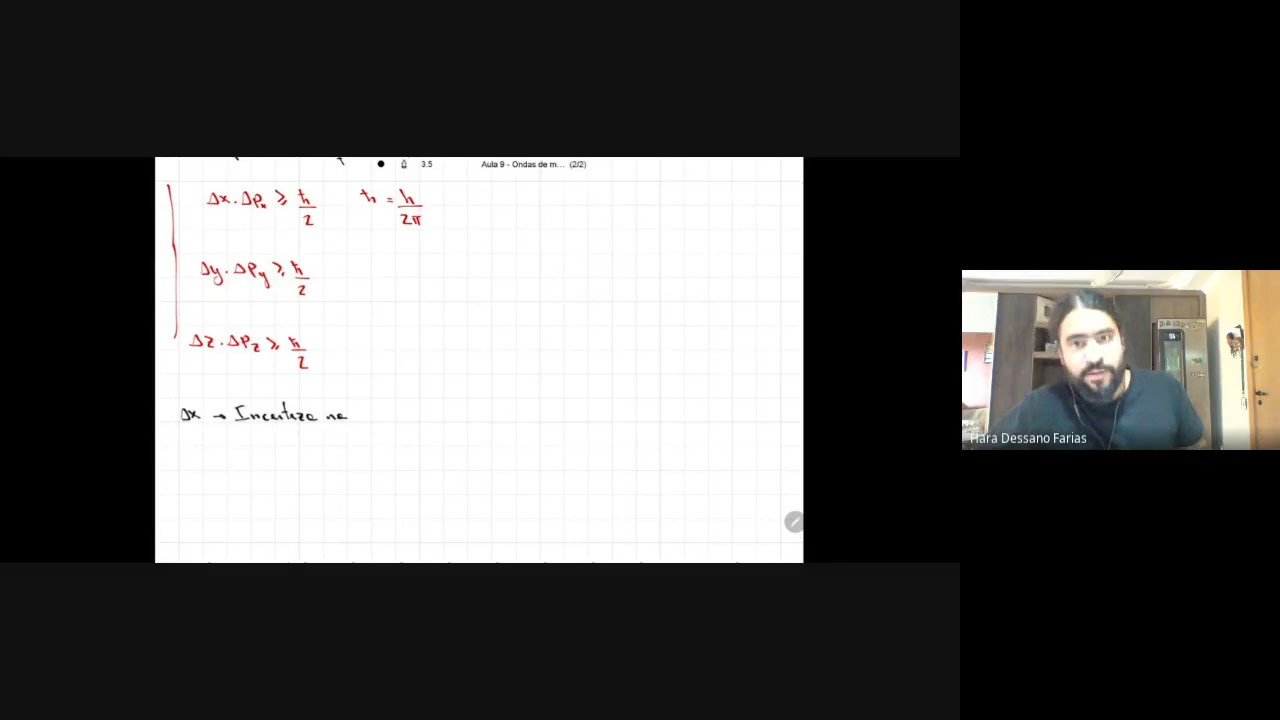 3.5 Aula 9 - Ondas de m... (2/2)
Δx . Δpx ≥ ħ/2 ħ = h/2π
Δy . Δpy ≥ ħ/2
Δz . Δpz ≥ ħ/2
Δx → Incerteza na
Hara Dessano Farias